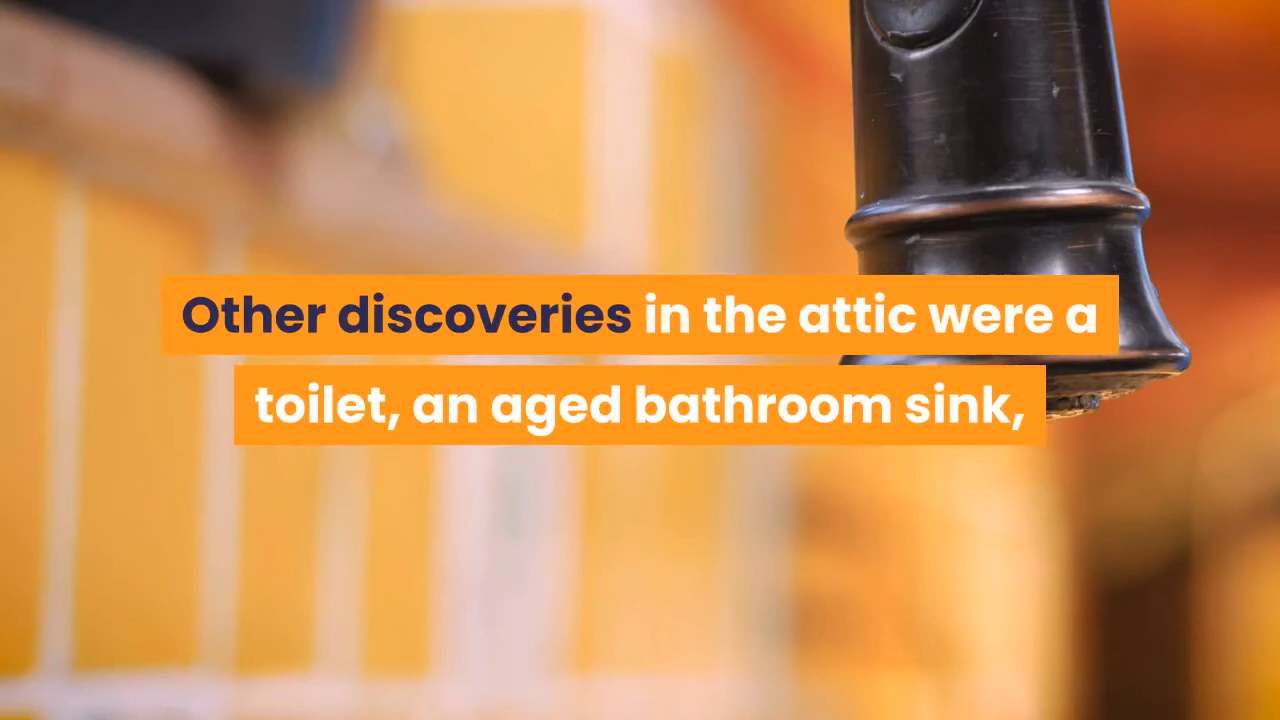 Other discoveries in the attic were a
toilet, an aged bathroom sink,